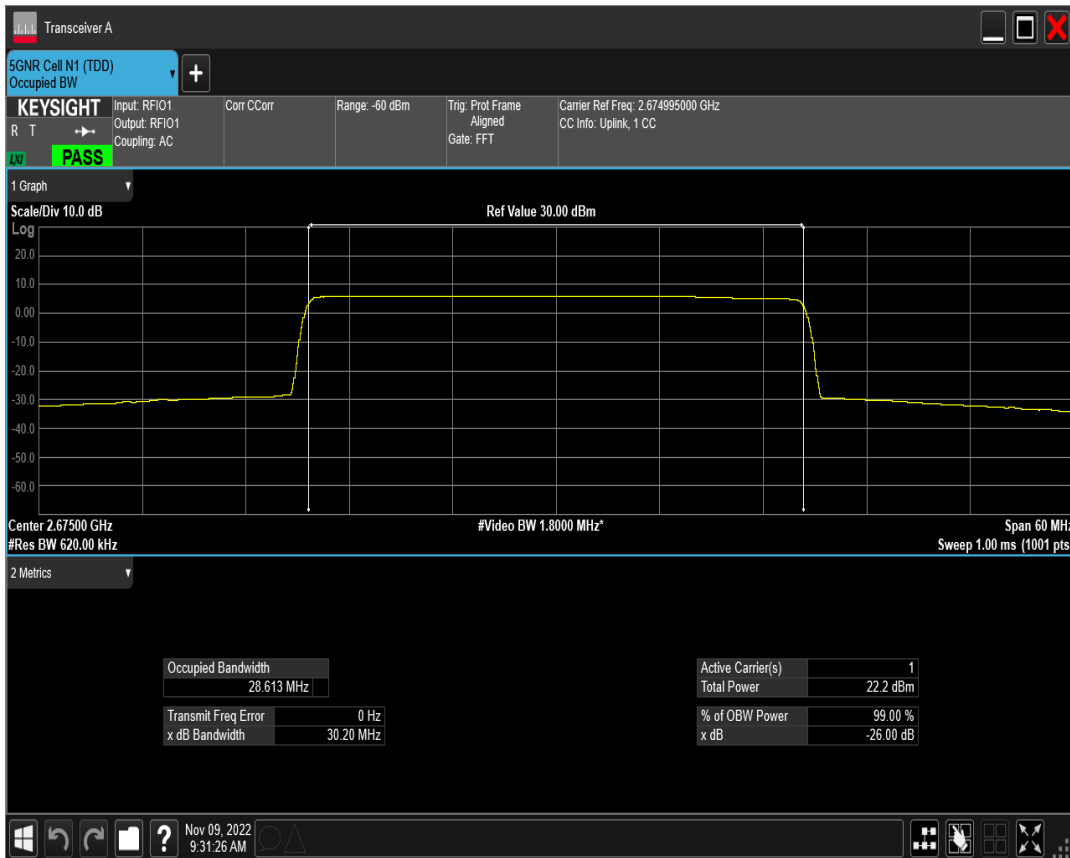 Transceiver A
5GNR Cell N1 (TDD)
Occupied BW
+
KEYSIGHT
R T
LXI
PASS
Input: RFIO1
Output: RFIO1
Coupling: AC
Corr CCorr
Range: -60 dBm
Trig: Prot Frame
Aligned
Gate: FFT
Carrier Ref Freq: 2.674995000 GHz
CC Info: Uplink, 1 CC
1 Graph
Scale/Div 10.0 dB
Ref Value 30.00 dBm
Log
20.0
10.0
0.00
-10.0
-20.0
-30.0
-40.0
-50.0
-60.0
Center 2.67500 GHz
#Video BW 1.8000 MHz*
Span 60 MHz
#Res BW 620.00 kHz
Sweep 1.00 ms (1001 pts
2 Metrics
Occupied Bandwidth
28.613 MHz
Transmit Freq Error 0 Hz
x dB Bandwidth 30.20 MHz
Active Carrier(s) 1
Total Power 22.2 dBm
% of OBW Power 99.00 %
x dB -26.00 dB
?
Nov 09, 2022
9:31:26 AM